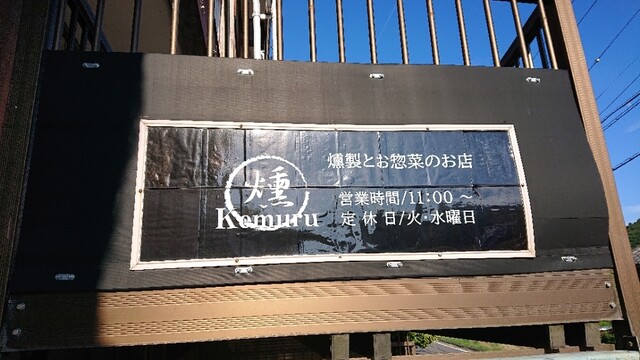 燻
Kemuru
燻製とお惣菜のお店
営業時間/11:00 ～
定休日/火・水曜日